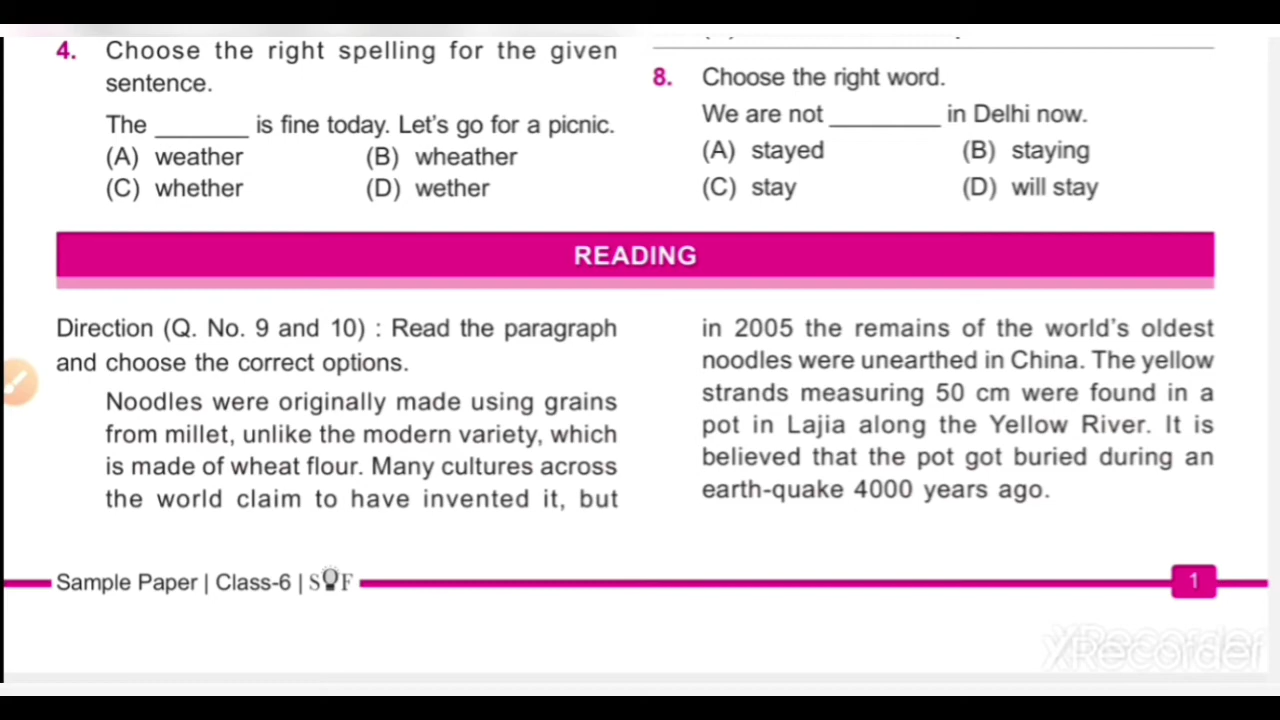 4. Choose the right spelling for the given
sentence.
The ______ is fine today. Let's go for a picnic.
(A) weather (B) wheather
(C) whether (D) wether
8. Choose the right word.
We are not ________ in Delhi now.
(A) stayed (B) staying
(C) stay (D) will stay
READING
Direction (Q. No. 9 and 10) : Read the paragraph
and choose the correct options.
Noodles were originally made using grains
from millet, unlike the modern variety, which
is made of wheat flour. Many cultures across
the world claim to have invented it, but
in 2005 the remains of the world's oldest
noodles were unearthed in China. The yellow
strands measuring 50 cm were found in a
pot in Lajia along the Yellow River. It is
believed that the pot got buried during an
earth-quake 4000 years ago.
Sample Paper | Class-6 | SOF
1
XRecorder